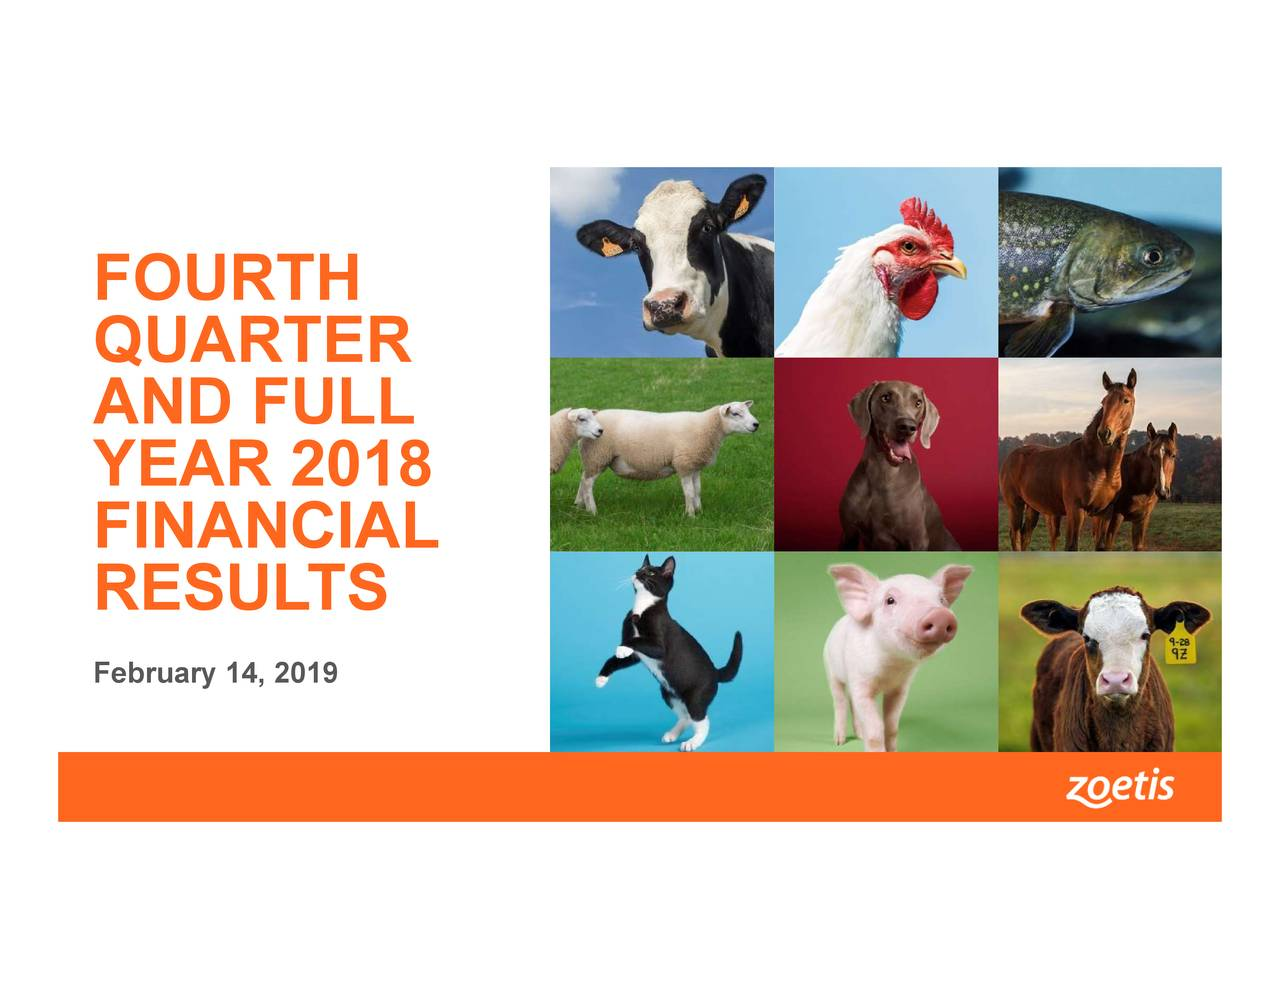 FOURTH
QUARTER
AND FULL
YEAR 2018
FINANCIAL
RESULTS
February 14, 2019
9-28
9Z
zoetis